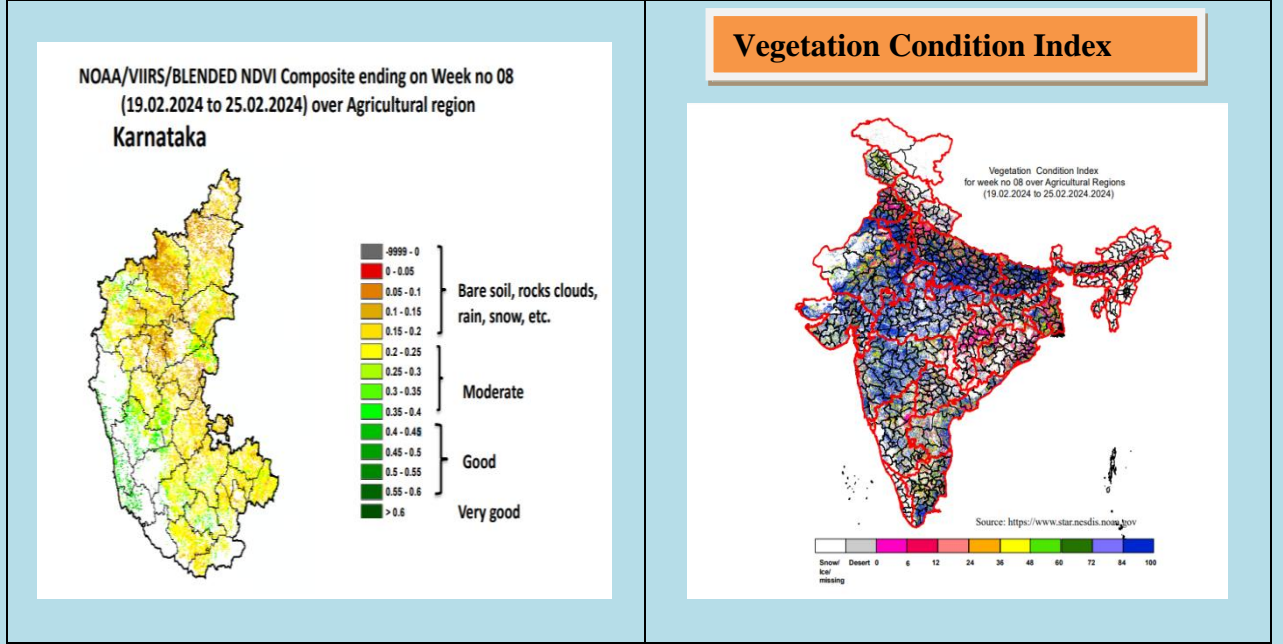 NOAA/VIIRS/BLENDED NDVI Composite ending on Week no 08
(19.02.2024 to 25.02.2024) over Agricultural region
Karnataka
-9999 - 0
0 - 0.05
0.05 - 0.1
0.1 - 0.15
0.15 - 0.2
0.2 - 0.25
0.25 - 0.3
0.3 - 0.35
0.35 - 0.4
0.4 - 0.45
0.45 - 0.5
0.5 - 0.55
0.55 - 0.6
> 0.6
Bare soil, rocks clouds,
rain, snow, etc.
Moderate
Good
Very good
Vegetation Condition Index
Vegetation Condition Index
for week no 08 over Agricultural Regions
(19.02.2024 to 25.02.2024.2024)
Source: https://www.star.nesdis.noaa.gov
Snow/
Ice/
missing
Desert 0 6 12 24 36 48 60 72 84 100